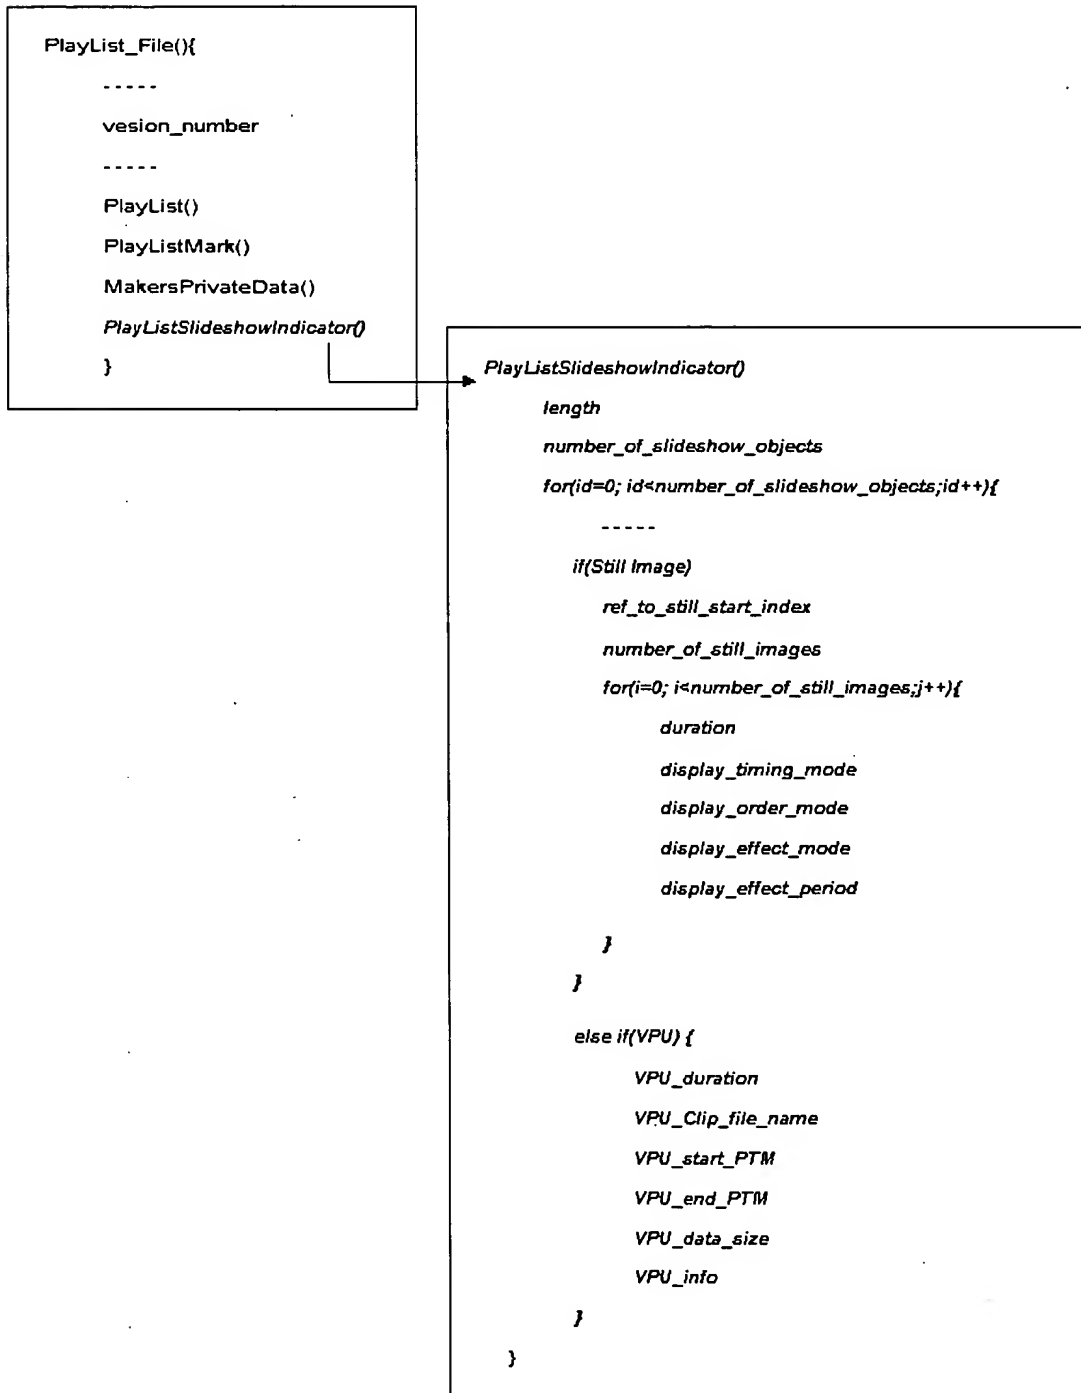 PlayList_File(){
-----
vesion_number
-----
PlayList()
PlayListMark()
MakersPrivateData()
PlayListSlideshowIndicator()
}
PlayListSlideshowIndicator()
length
number_of_slideshow_objects
for(id=0; id<number_of_slideshow_objects;id++){
-----
if(Still Image)
ref_to_still_start_index
number_of_still_images
for(i=0; i<number_of_still_images;j++){
duration
display_timing_mode
display_order_mode
display_effect_mode
display_effect_period
}
}
else if(VPU) {
VPU_duration
VPU_Clip_file_name
VPU_start_PTM
VPU_end_PTM
VPU_data_size
VPU_info
}
}